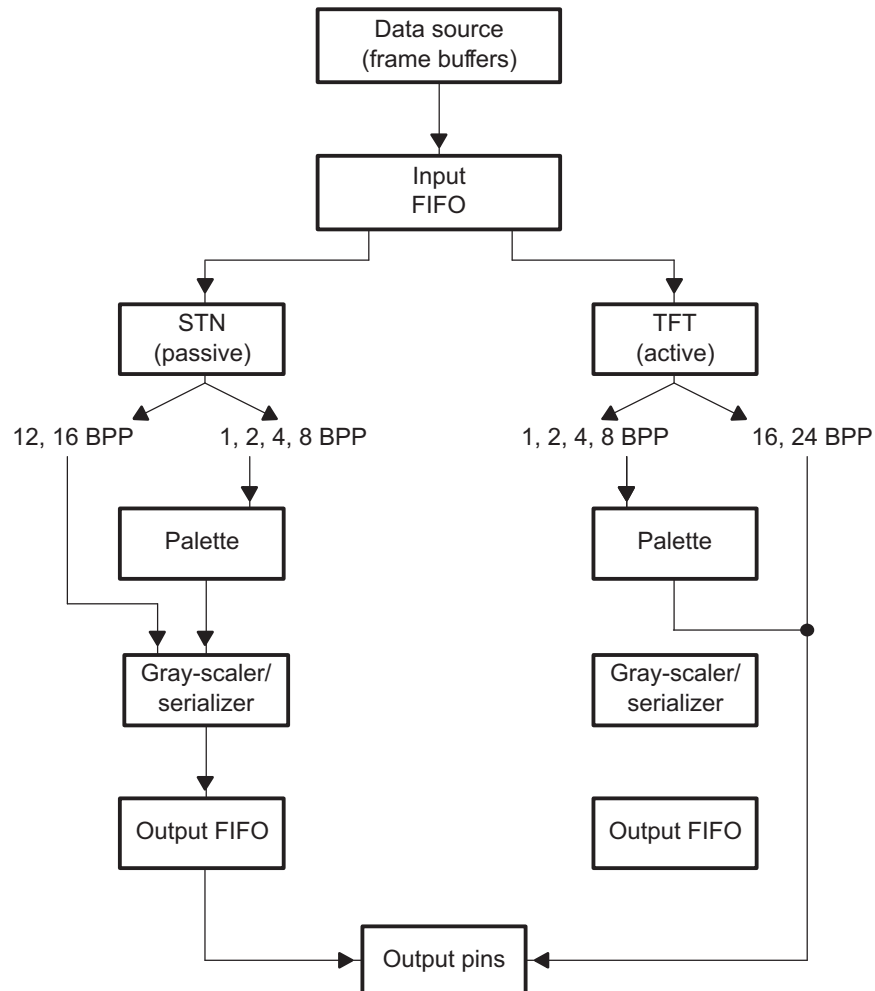 Data source
(frame buffers)
Input
FIFO
STN
(passive)
TFT
(active)
12, 16 BPP
1, 2, 4, 8 BPP
1, 2, 4, 8 BPP
16, 24 BPP
Palette
Palette
Gray-scaler/
serializer
Gray-scaler/
serializer
Output FIFO
Output FIFO
Output pins